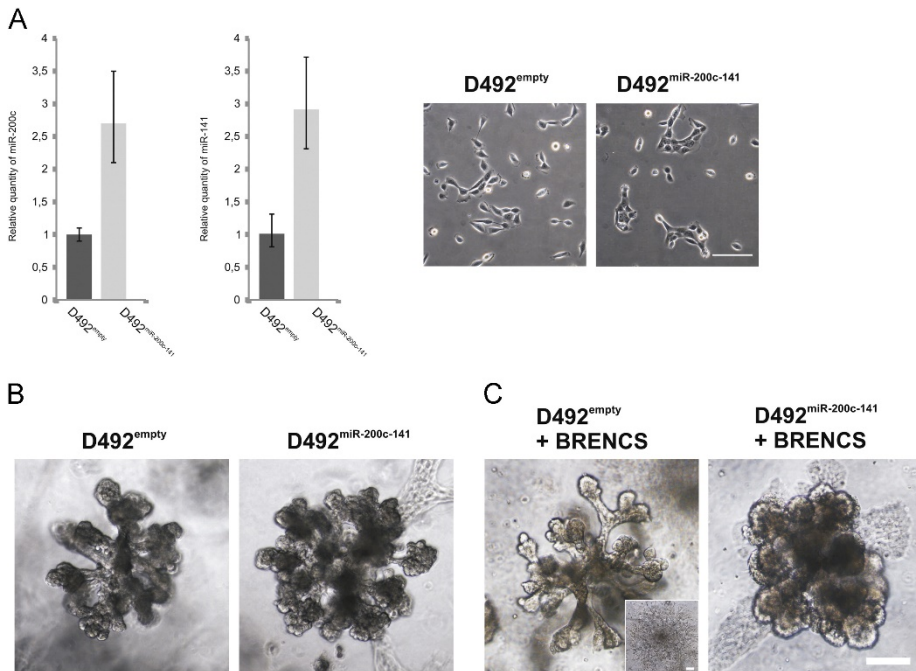 A
Relative quantity of miR-200c
4
3,5
3
2,5
2
1,5
1
0,5
0
D492empty
D492miR-200c-141
Relative quantity of miR-141
4
3,5
3
2,5
2
1,5
1
0,5
0
D492empty
D492miR-200c-141
D492empty
D492miR-200c-141
B
D492empty
D492miR-200c-141
C
D492empty
+ BRENCS
D492miR-200c-141
+ BRENCS